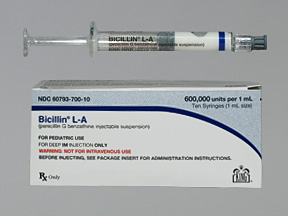 Bicillin® L-A
(penicillin G benzathine injectable suspension)
NDC 60793-700-10
600,000 units per 1 mL
Ten Syringes (1 mL size)
Bicillin® L-A
(penicillin G benzathine injectable suspension)
FOR PEDIATRIC USE
FOR DEEP IM INJECTION ONLY
WARNING: NOT FOR INTRAVENOUS USE
BEFORE INJECTING, SEE PACKAGE INSERT FOR ADMINISTRATION INSTRUCTIONS.
Rx Only
KING